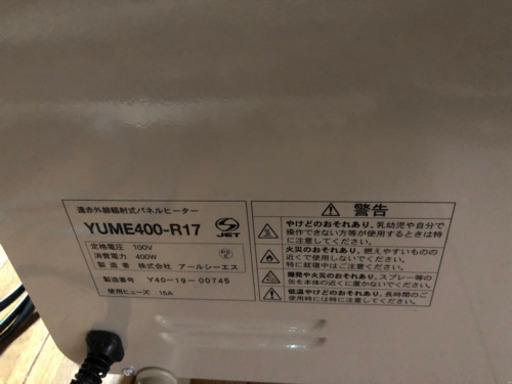 遠赤外線輻射式パネルヒーター
YUME400-R17
JET
定格電圧 100V
消費電力 400W
製造者 株式会社 アールシーエス
製造番号 Y40-19-00745
使用ヒューズ 15A
警告
やけどのおそれあり、乳幼児や自分で
操作できない方等が使用するときは特
に注意してください。
火災のおそれあり、燃えやすいものの
近くで使用しないでください。
特に就寝中はご注意ください。
爆発や火災のおそれあり、スプレー等の
缶を本体の近くに置かないでください。
低温やけどのおそれあり、長時間のご
使用時には特に注意してください。